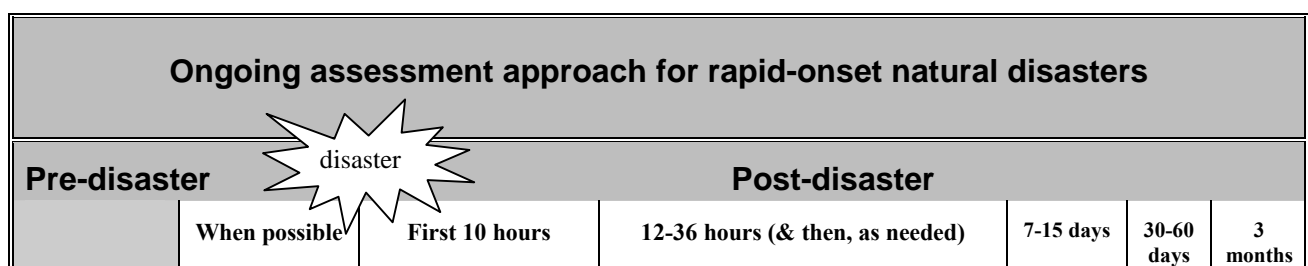 Ongoing assessment approach for rapid-onset natural disasters
disaster
Pre-disaster
Post-disaster
When possible
First 10 hours
12-36 hours (& then, as needed)
7-15 days
30-60
days
3
months